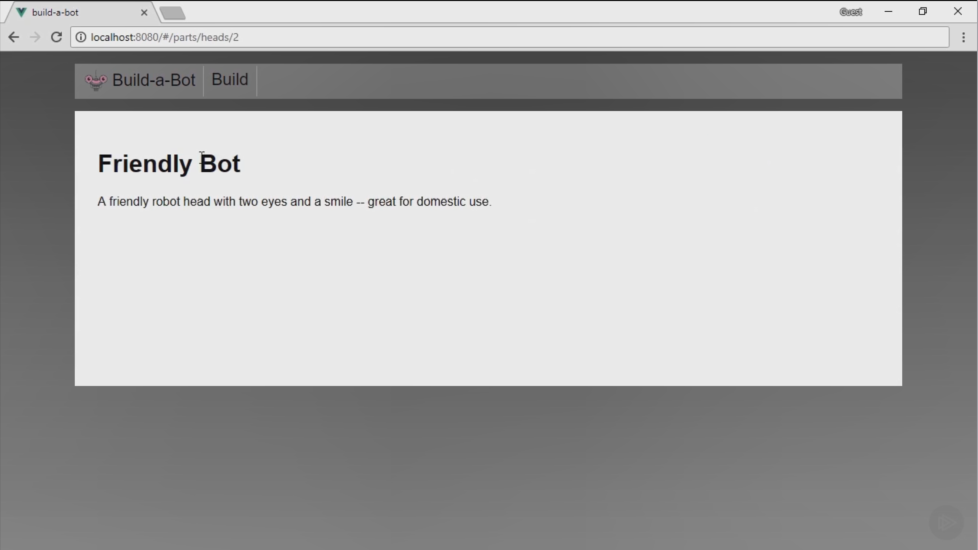 build-a-bot
Guest
localhost:8080/#/parts/heads/2
Build-a-Bot
Build
Friendly Bot
A friendly robot head with two eyes and a smile -- great for domestic use.